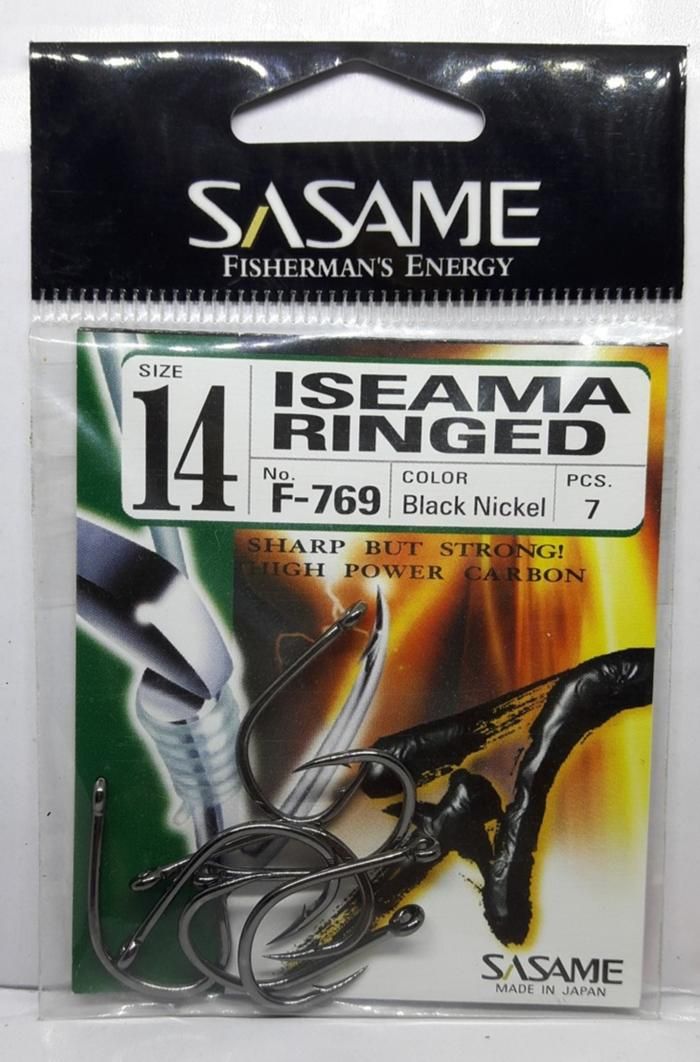 SASAME
FISHERMAN'S ENERGY
SIZE
14
ISEAMA
RINGED
No.
F-769
COLOR
Black Nickel
PCS.
7
SHARP BUT STRONG!
HIGH POWER CARBON
SASAME
MADE IN JAPAN